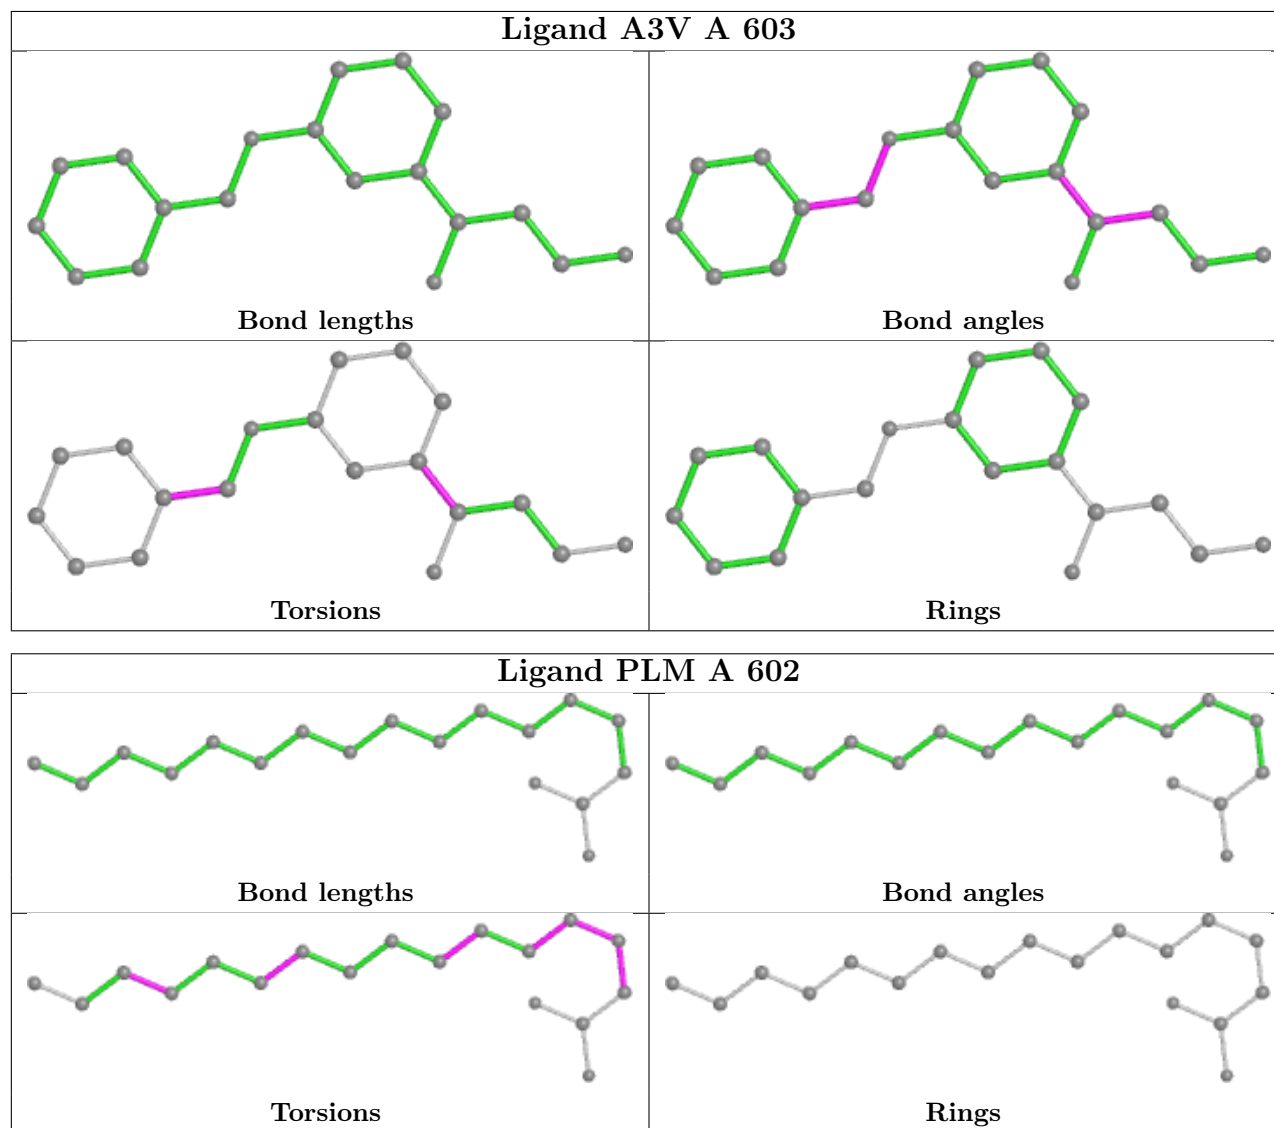 Ligand A3V A 603
Bond lengths
Bond angles
Torsions
Rings
Ligand PLM A 602
Bond lengths
Bond angles
Torsions
Rings